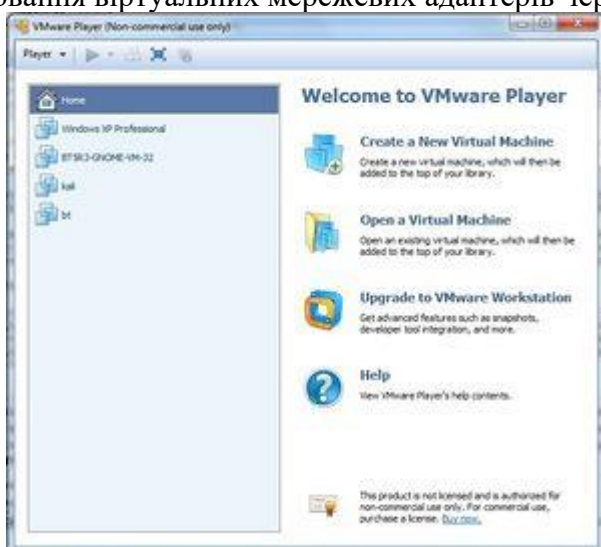 вання віртуальних мережевих адаптерів чер
VMware Player (Non-commercial use only)
Player
Home
Windows XP Professional
BT5R3-GNOME-VM-32
kali
bt
Welcome to VMware Player
Create a New Virtual Machine
Create a new virtual machine, which will then be
added to the top of your library.
Open a Virtual Machine
Open an existing virtual machine, which will then be
added to the top of your library.
Upgrade to VMware Workstation
Get advanced features such as snapshots,
developer tool integration, and more.
Help
View VMware Player's help contents.
This product is not licensed and is authorized for
non-commercial use only. For commercial use,
purchase a license. Buy now.